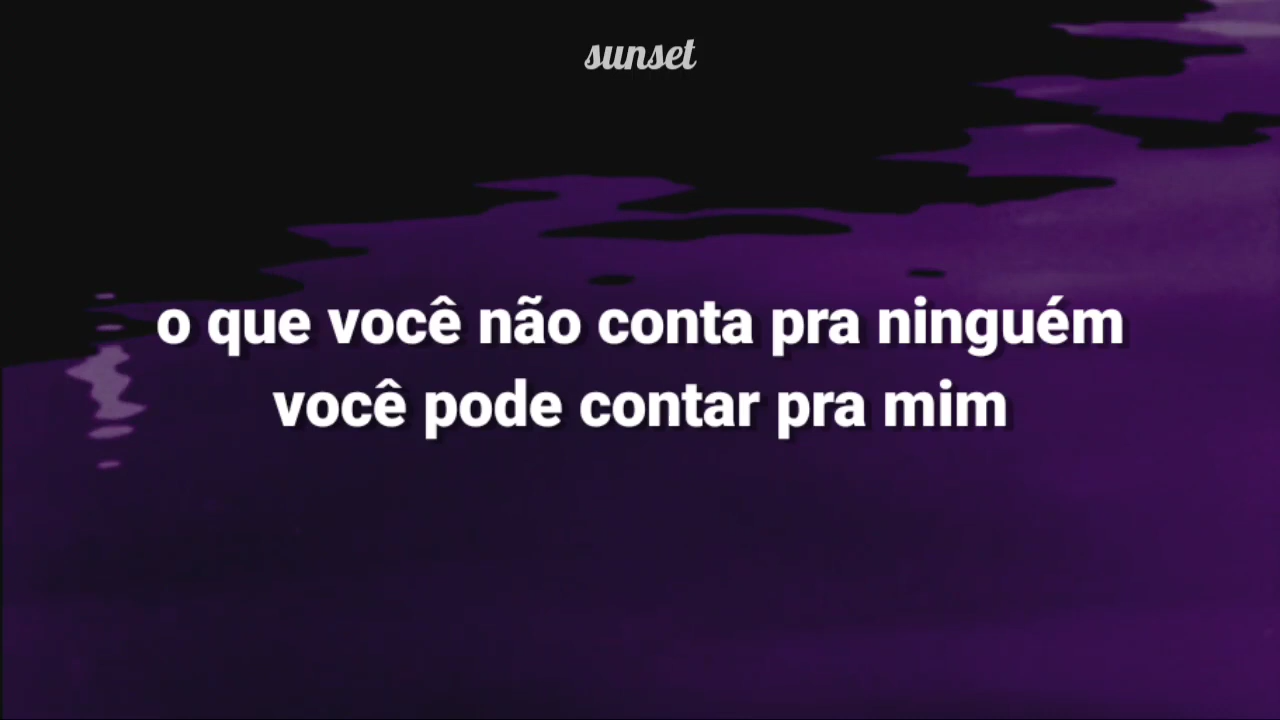 sunset
o que você não conta pra ninguém
você pode contar pra mim